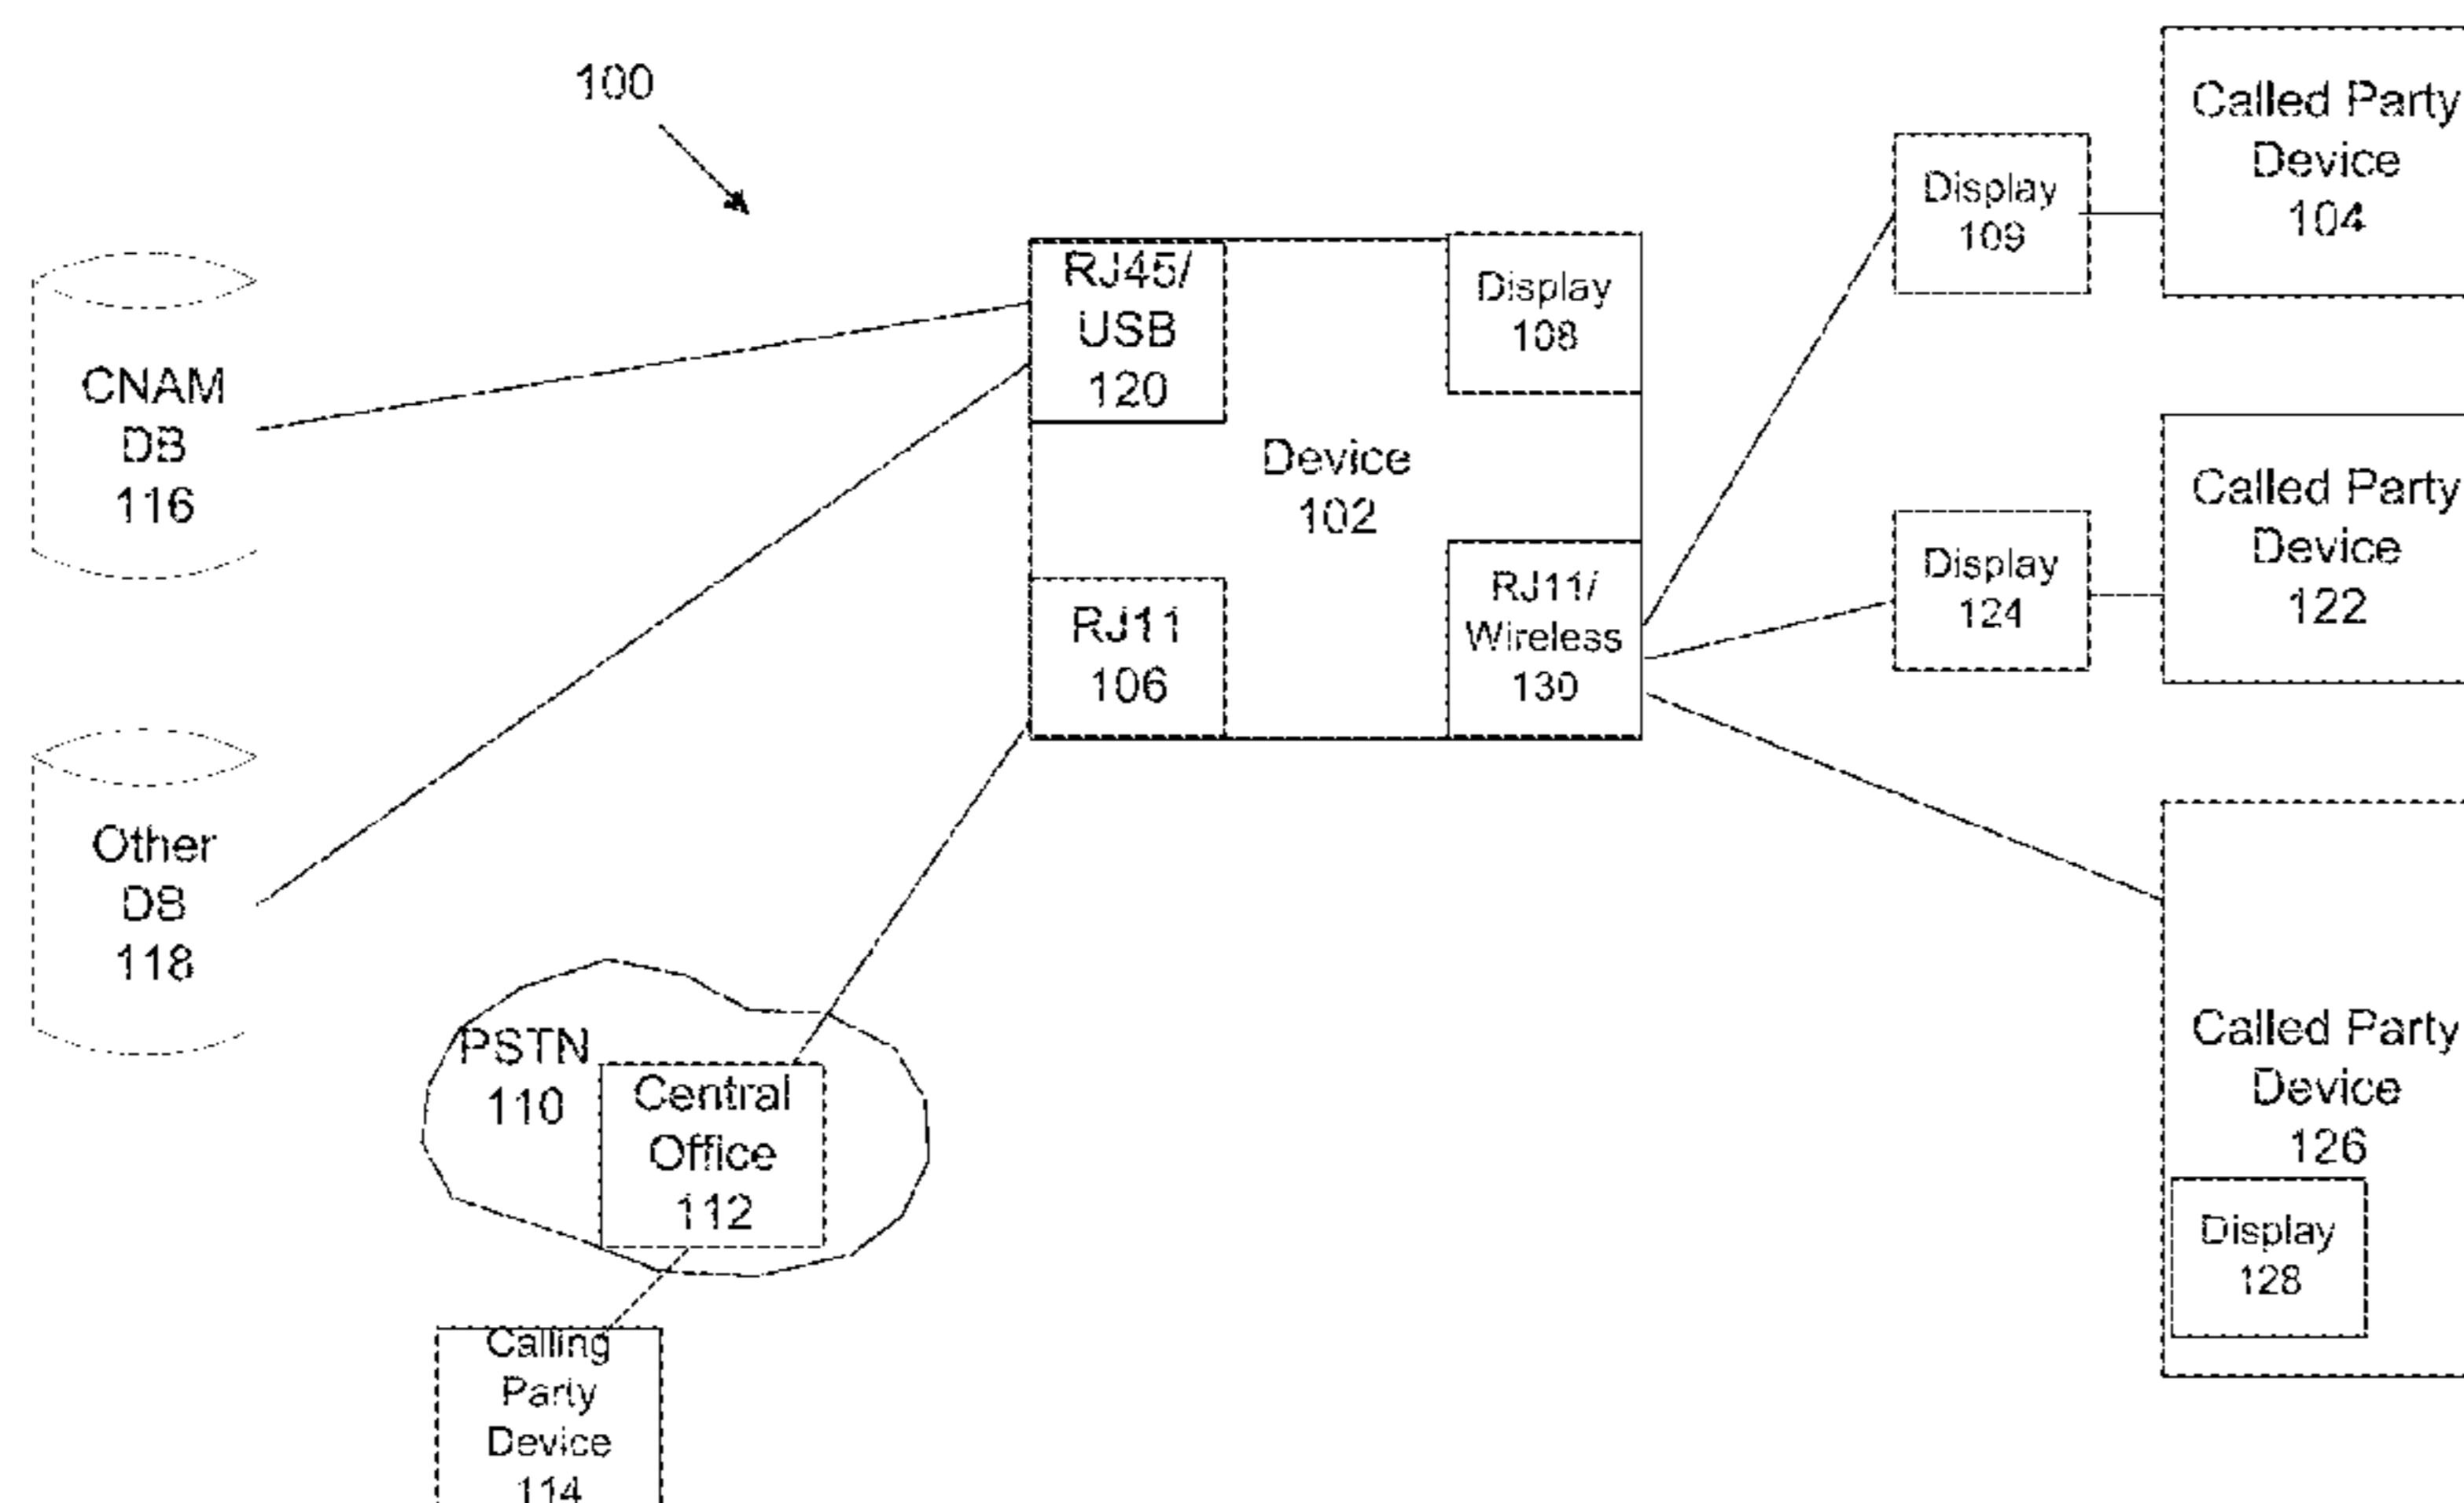 100
CNAM
DB
116
Other
DB
118
PSTN
110
Central
Office
112
Calling
Party
Device
114
RJ45/
USB
120
Display
108
Device
102
RJ11
106
RJ11/
Wireless
130
Display
109
Called Party
Device
104
Display
124
Called Party
Device
122
Called Party
Device
126
Display
128